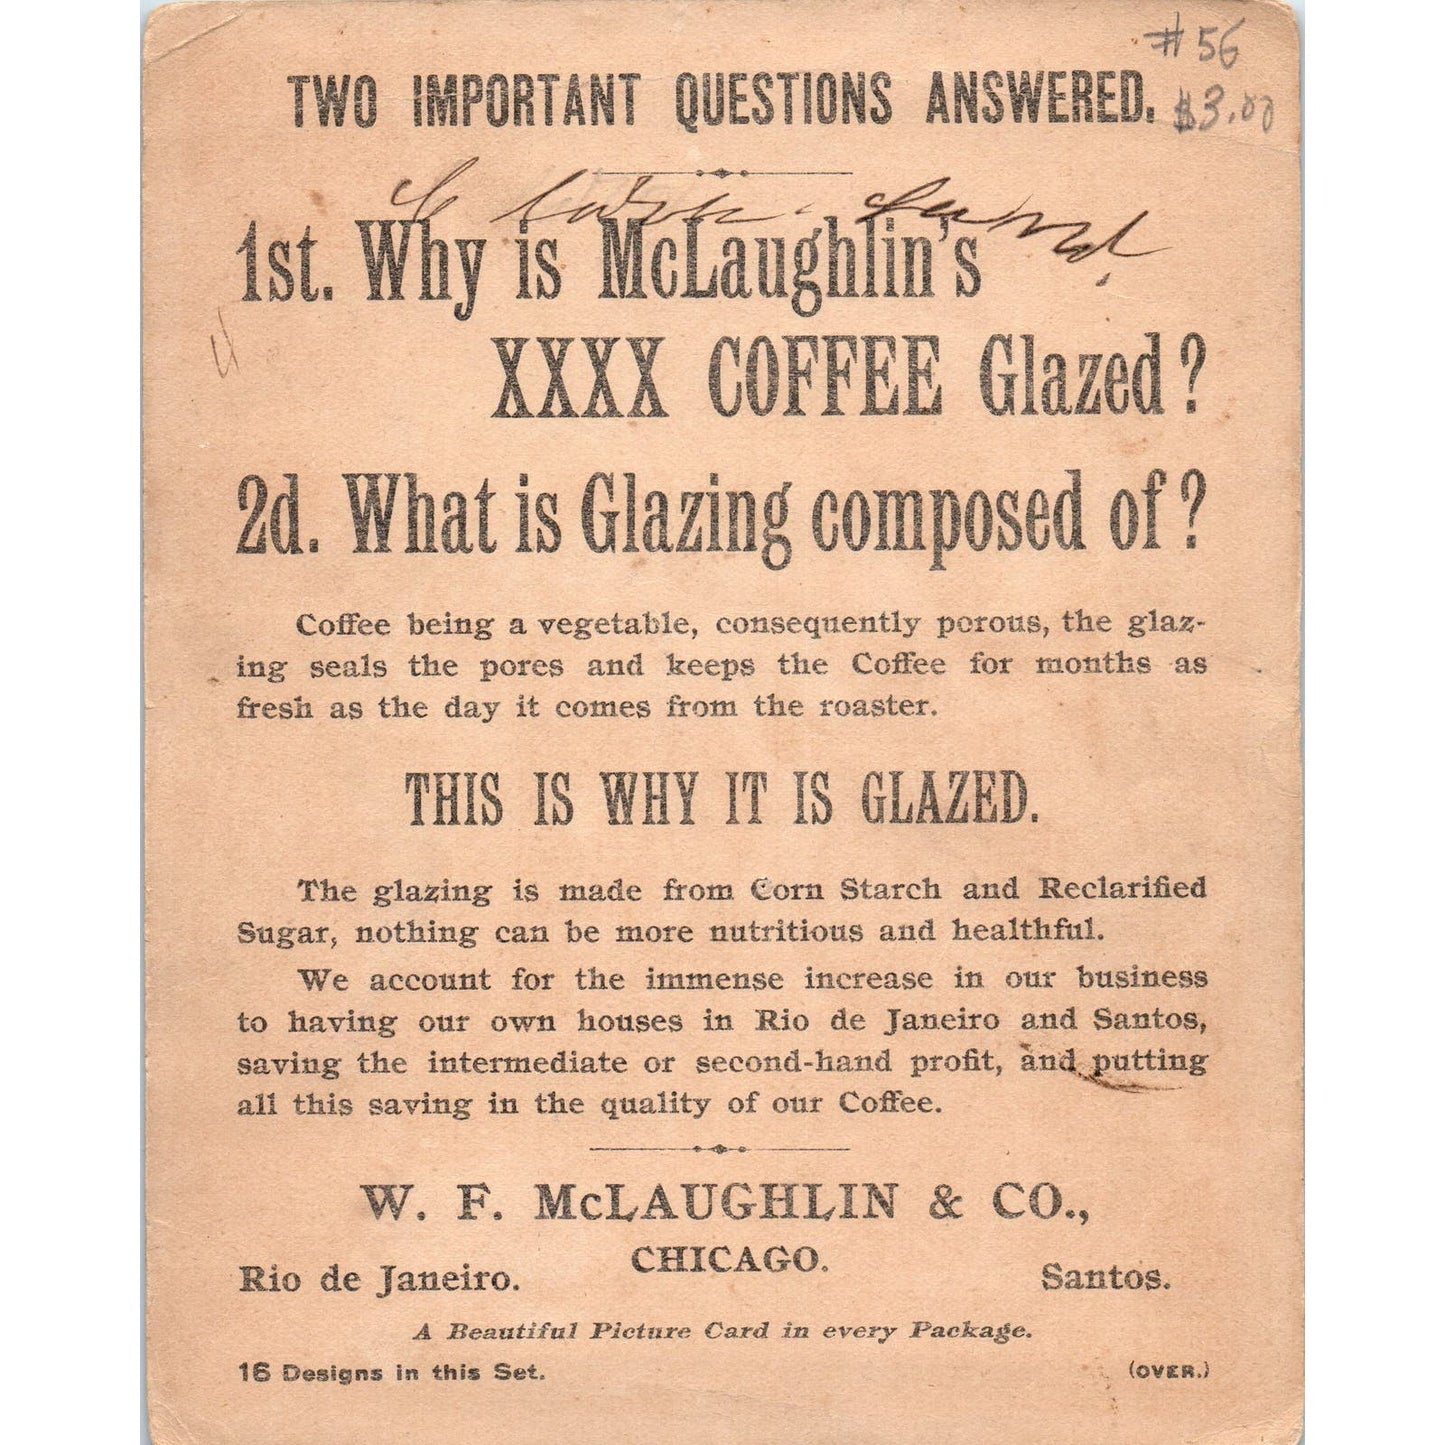 # 56
TWO IMPORTANT QUESTIONS ANSWERED.
$3.00
1st. Why is McLaughlin's
XXXX COFFEE Glazed?
2d. What is Glazing composed of?
Coffee being a vegetable, consequently porous, the glaz-
ing seals the pores and keeps the Coffee for months as
fresh as the day it comes from the roaster.
THIS IS WHY IT IS GLAZED.
The glazing is made from Corn Starch and Reclarified
Sugar, nothing can be more nutritious and healthful.
We account for the immense increase in our business
to having our own houses in Rio de Janeiro and Santos,
saving the intermediate or second-hand profit, and putting
all this saving in the quality of our Coffee.
W. F. McLAUGHLIN & CO.,
CHICAGO.
Rio de Janeiro. Santos.
A Beautiful Picture Card in every Package.
16 Designs in this Set. (OVER.)